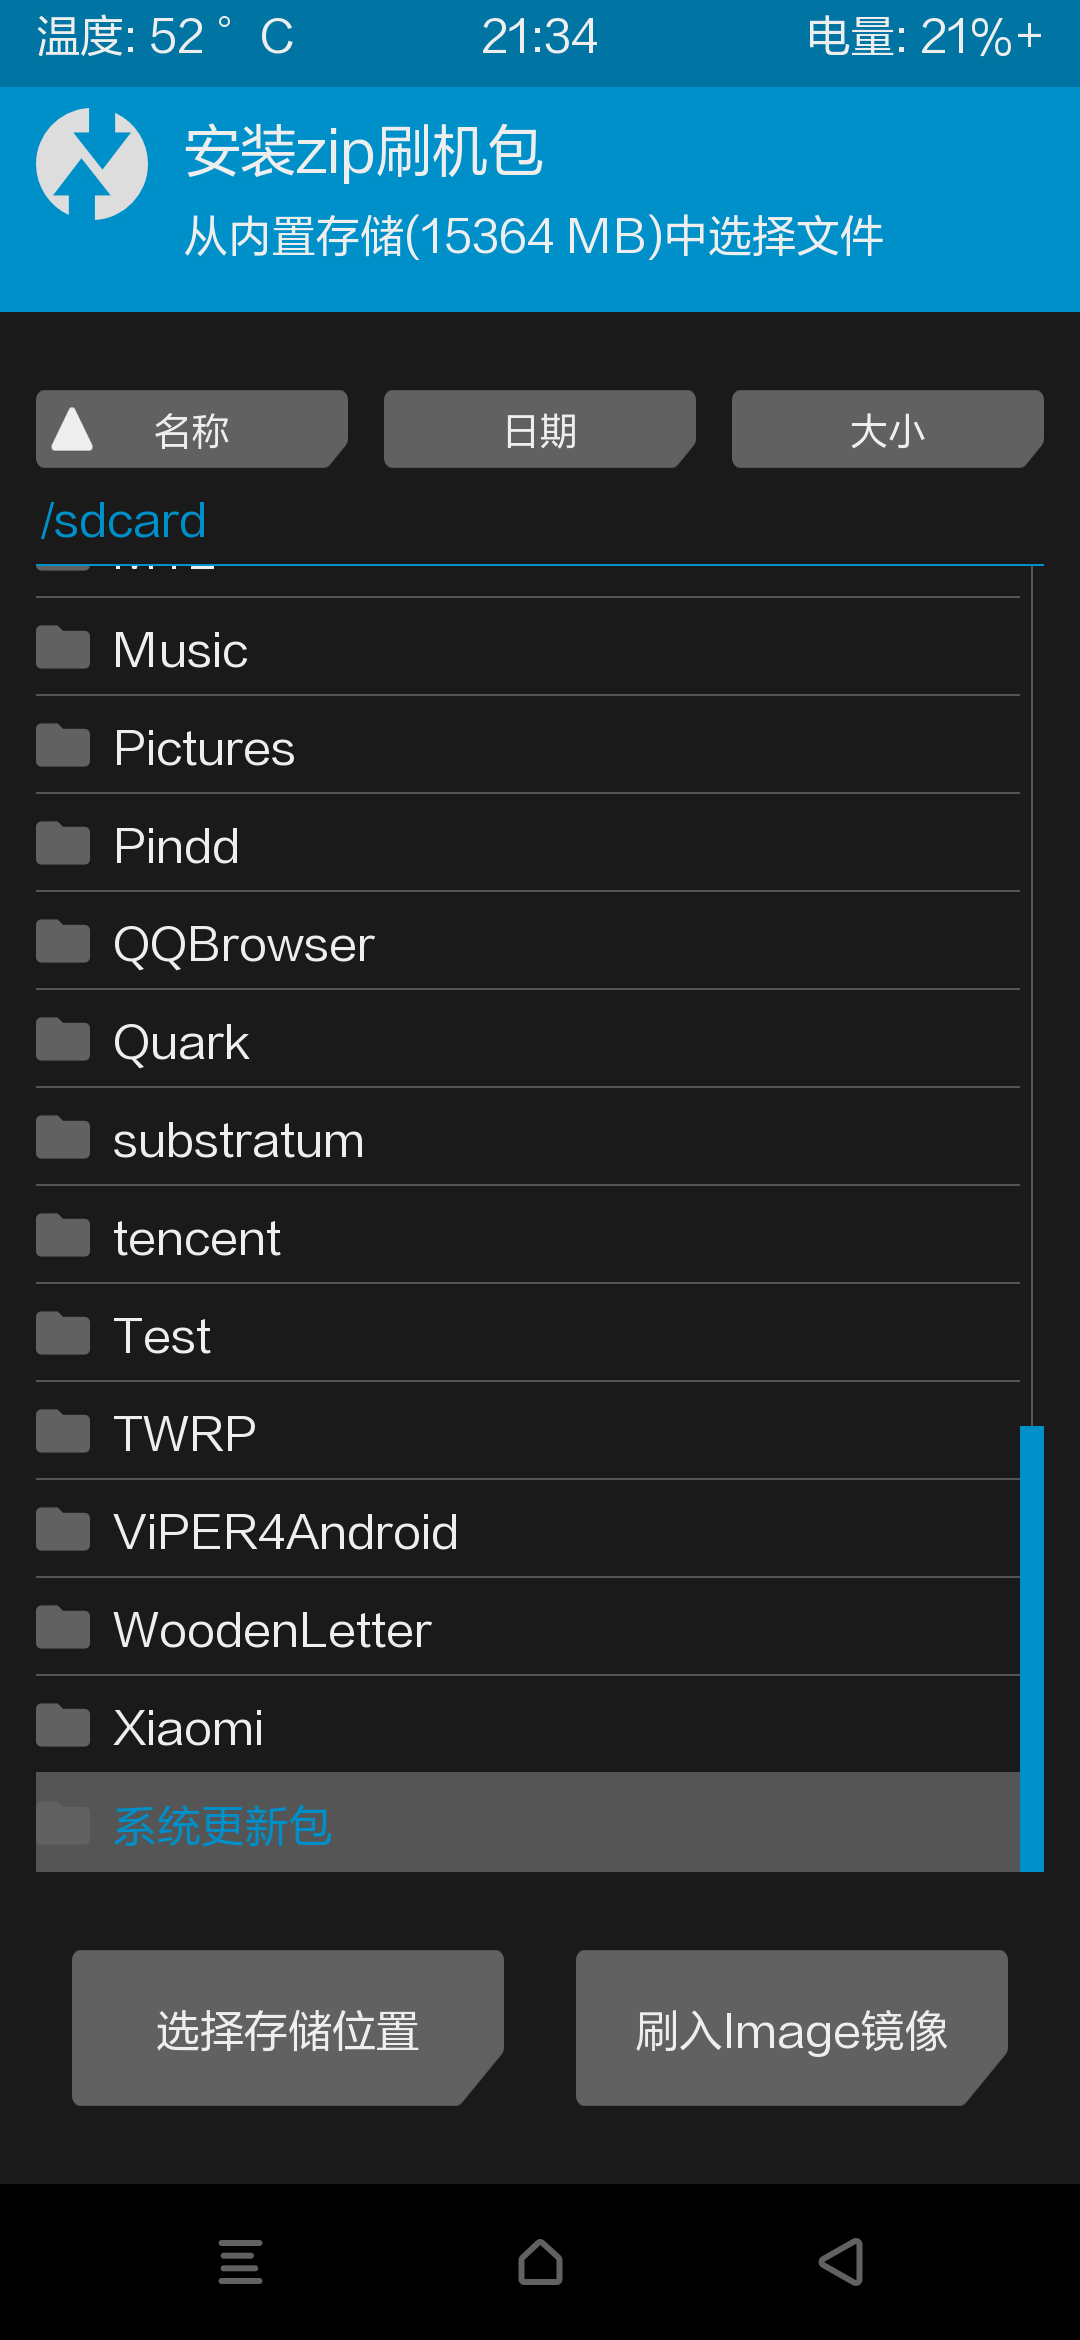 温度: 52 ° C 21:34 电量: 21%+
安装zip刷机包
从内置存储(15364 MB)中选择文件
名称 日期 大小
/sdcard
Music
Pictures
Pindd
QQBrowser
Quark
substratum
tencent
Test
TWRP
ViPER4Android
WoodenLetter
Xiaomi
系统更新包
选择存储位置 刷入Image镜像